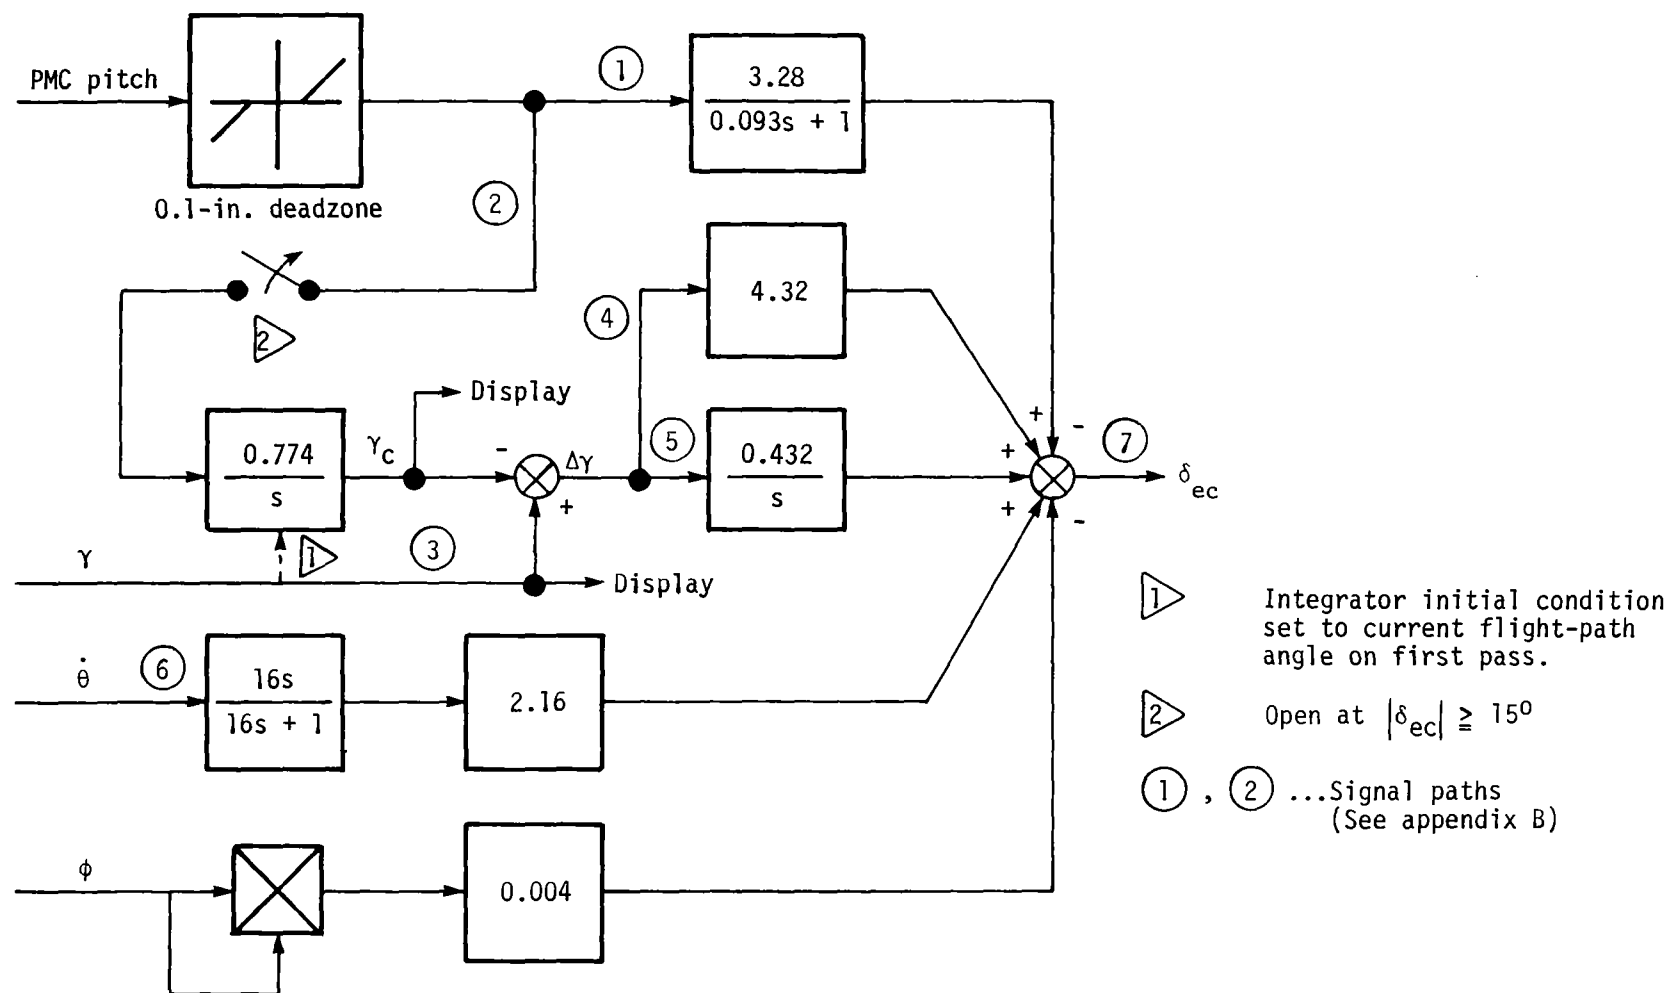 PMC pitch
0.1-in. deadzone
1
3.28
0.093s + 1
2
2
4
4.32
Display
0.774
s
γc
-
Δγ
+
5
0.432
s
+
-
+
+
-
7
δec
γ
1
3
Display
θ̇
6
16s
16s + 1
2.16
ϕ
0.004
1
Integrator initial condition
set to current flight-path
angle on first pass.
2
Open at |δec| ≧ 15º
1 , 2 ...Signal paths
(See appendix B)